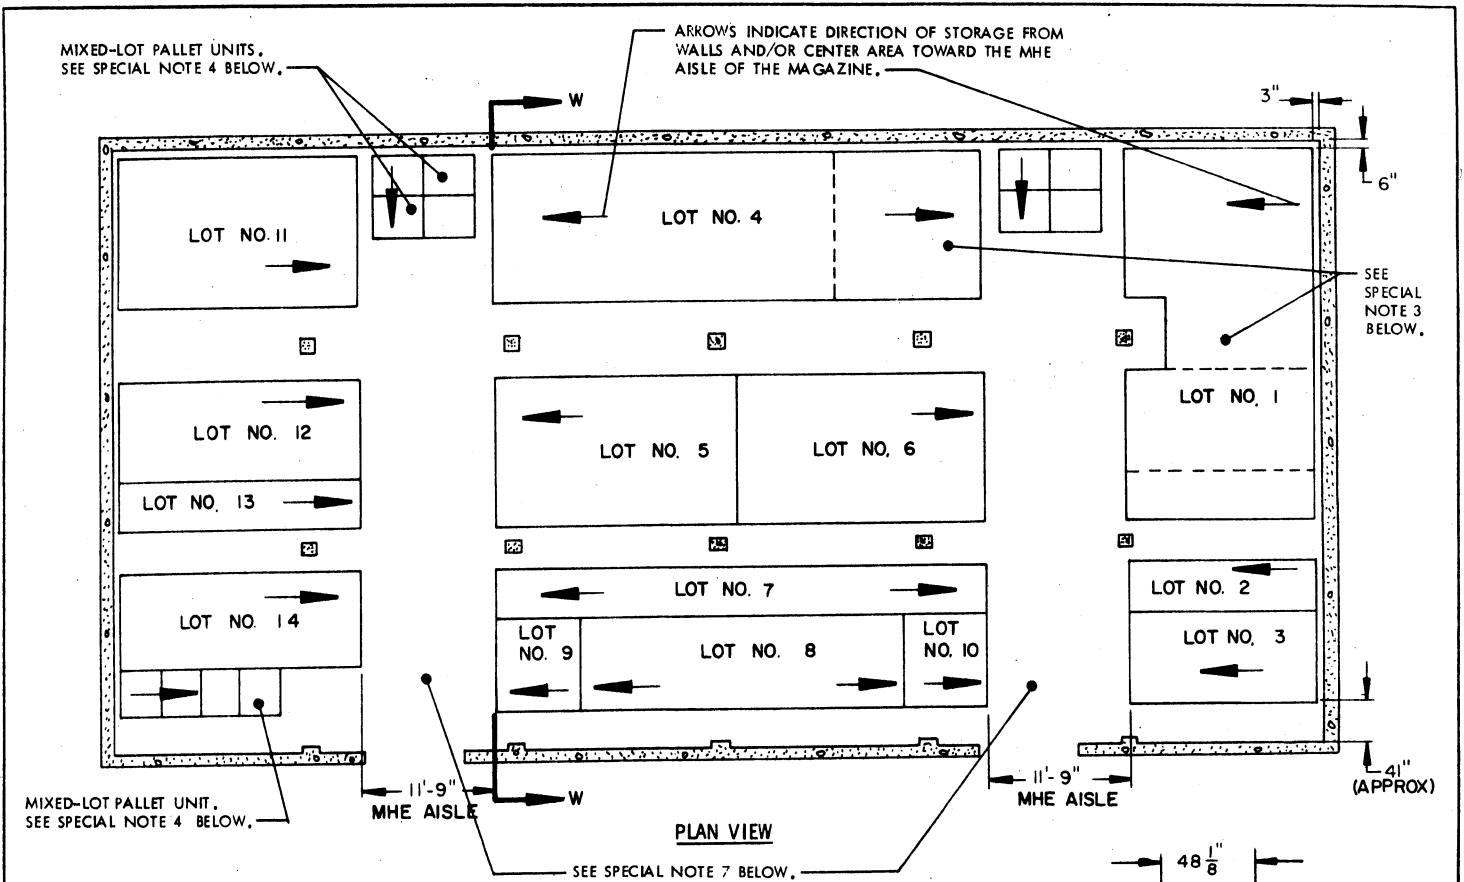 MIXED-LOT PALLET UNITS.
SEE SPECIAL NOTE 4 BELOW.
ARROWS INDICATE DIRECTION OF STORAGE FROM
WALLS AND/OR CENTER AREA TOWARD THE MHE
AISLE OF THE MAGAZINE.
W
3"
6"
LOT NO. 11
LOT NO. 4
SEE
SPECIAL
NOTE 3
BELOW.
LOT NO. 1
LOT NO. 12
LOT NO. 5
LOT NO. 6
LOT NO. 13
LOT NO. 7
LOT NO. 2
LOT NO. 14
LOT
NO. 9
LOT NO. 8
LOT
NO. 10
LOT NO. 3
11'-9"
MHE AISLE
W
11'-9"
MHE AISLE
41"
(APPROX)
MIXED-LOT PALLET UNIT.
SEE SPECIAL NOTE 4 BELOW.
PLAN VIEW
SEE SPECIAL NOTE 7 BELOW.
48 1/8"